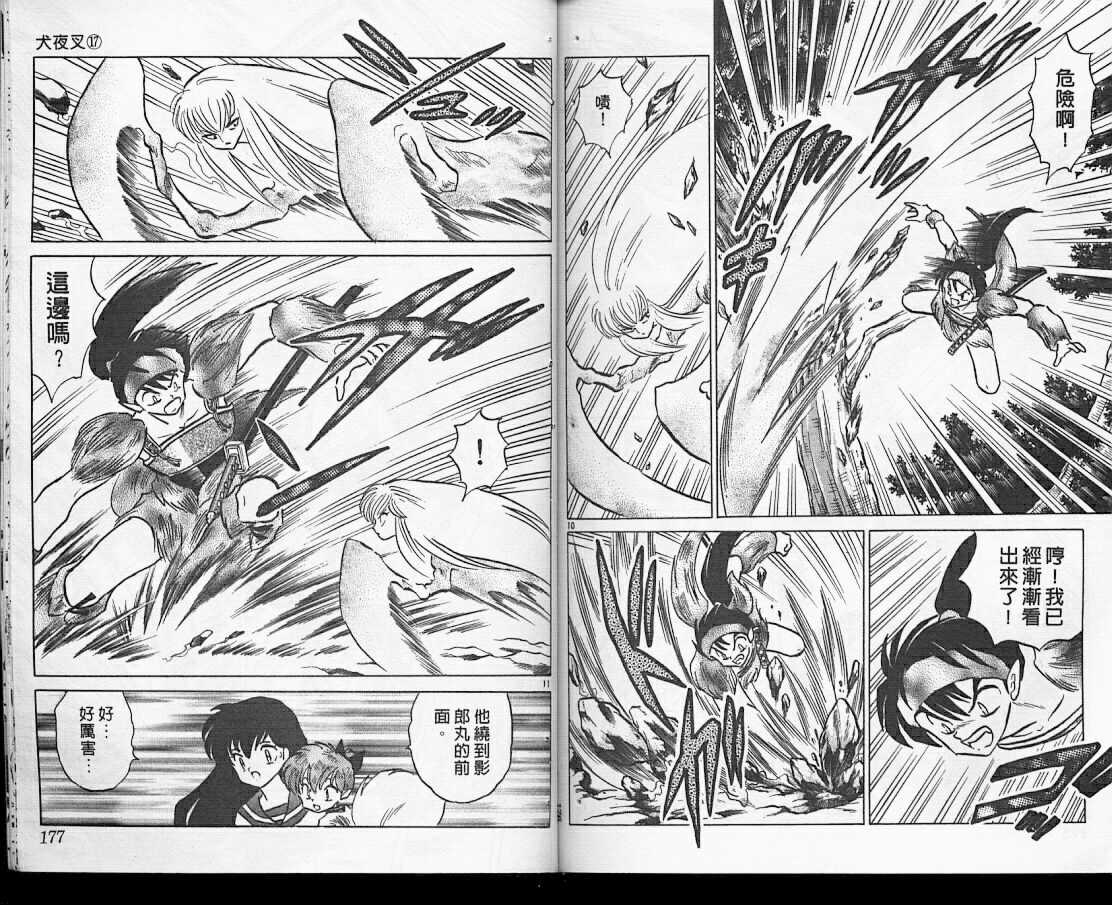 危險啊！
嘖！
哼！我已
經漸漸看
出來了！
10
犬夜叉⑰
這邊嗎？
！
11
他繞到影
郎丸的前
面。
好…
好厲害…
177